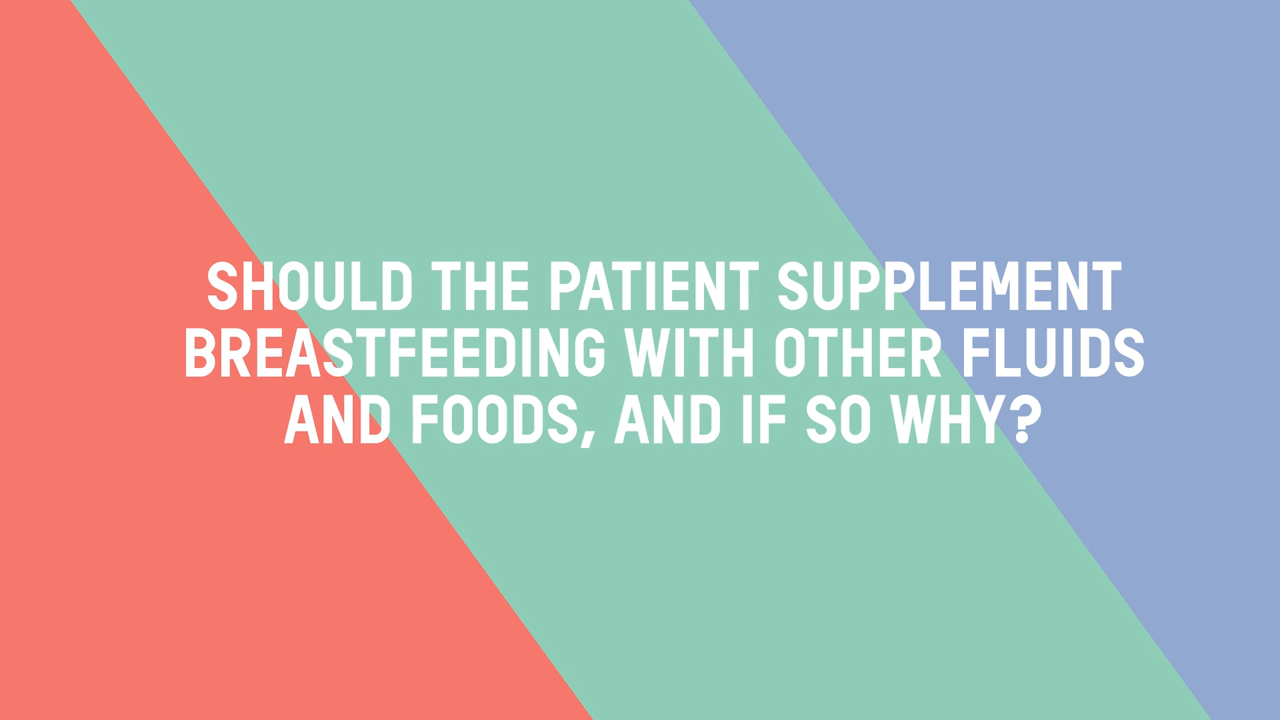 SHOULD THE PATIENT SUPPLEMENT
BREASTFEEDING WITH OTHER FLUIDS
AND FOODS, AND IF SO WHY?